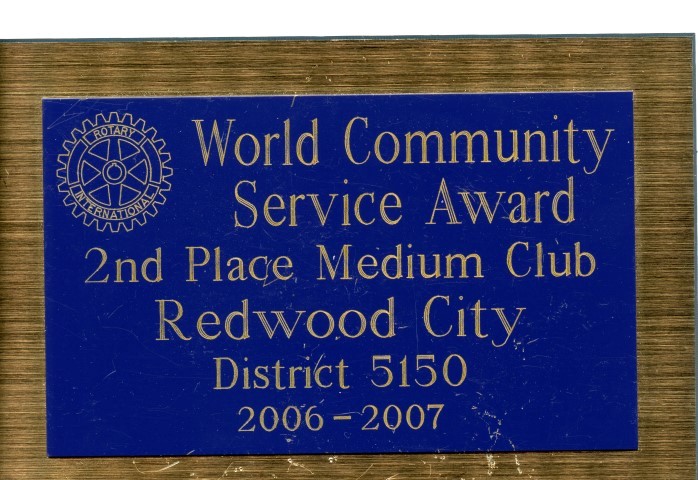 ROTARY
INTERNATIONAL
World Community
Service Award
2nd Place Medium Club
Redwood City
District 5150
2006-2007